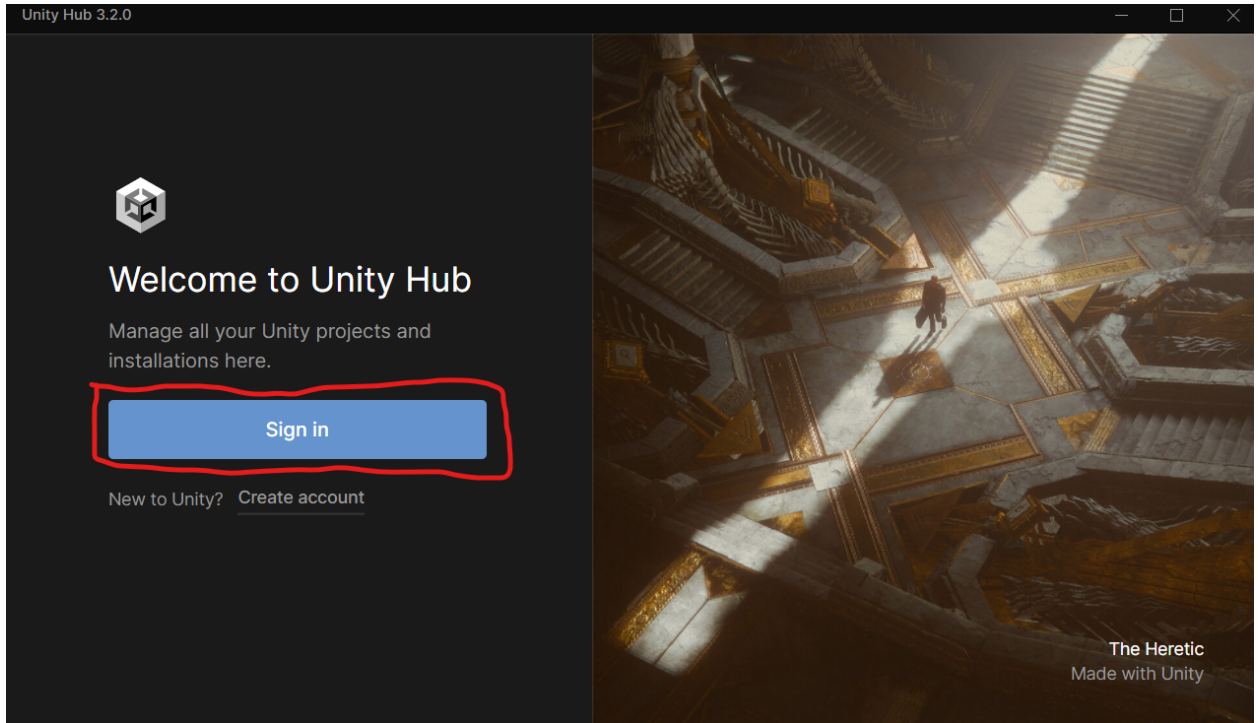 Unity Hub 3.2.0
Welcome to Unity Hub
Manage all your Unity projects and
installations here.
Sign in
New to Unity? Create account
The Heretic
Made with Unity